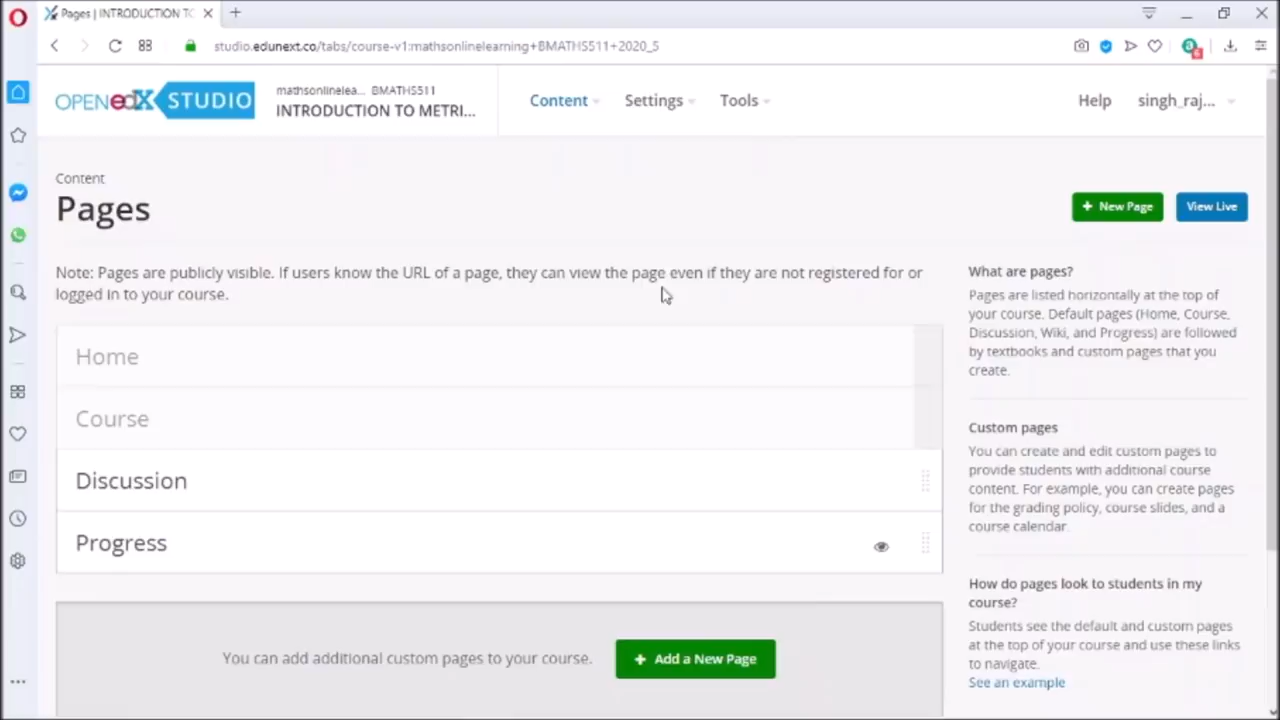 Pages | INTRODUCTION TO
studio.edunext.co/tabs/course-v1:mathsonlinelearning+BMATHS511+2020_5
OPEN edX STUDIO
mathsonlinelea... BMATHS511
INTRODUCTION TO METRI...
Content
Settings
Tools
Help
singh_raj...
Content
Pages
+ New Page
View Live
Note: Pages are publicly visible. If users know the URL of a page, they can view the page even if they are not registered for or
logged in to your course.
Home
Course
Discussion
Progress
You can add additional custom pages to your course.
+ Add a New Page
What are pages?
Pages are listed horizontally at the top of
your course. Default pages (Home, Course,
Discussion, Wiki, and Progress) are followed
by textbooks and custom pages that you
create.
Custom pages
You can create and edit custom pages to
provide students with additional course
content. For example, you can create pages
for the grading policy, course slides, and a
course calendar.
How do pages look to students in my
course?
Students see the default and custom pages
at the top of your course and use these links
to navigate.
See an example